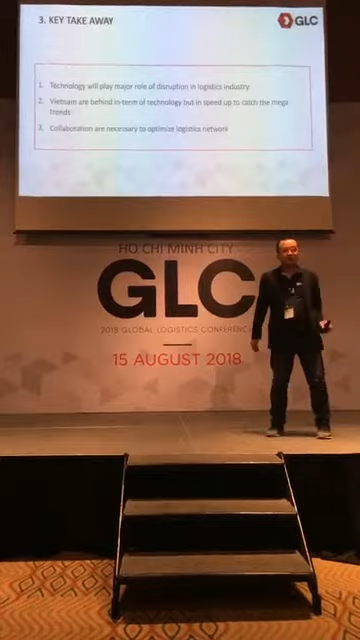 3. KEY TAKE AWAY
GLC
1. Technology will play major role of disruption in logistics industry
2. Vietnam are behind in-term of technology but in speed up to catch the mega
trends
3. Collaboration are necessary to optimize logistics network
HO CHI MINH CITY
GLC
2018 GLOBAL LOGISTICS CONFERENCE
15 AUGUST 2018